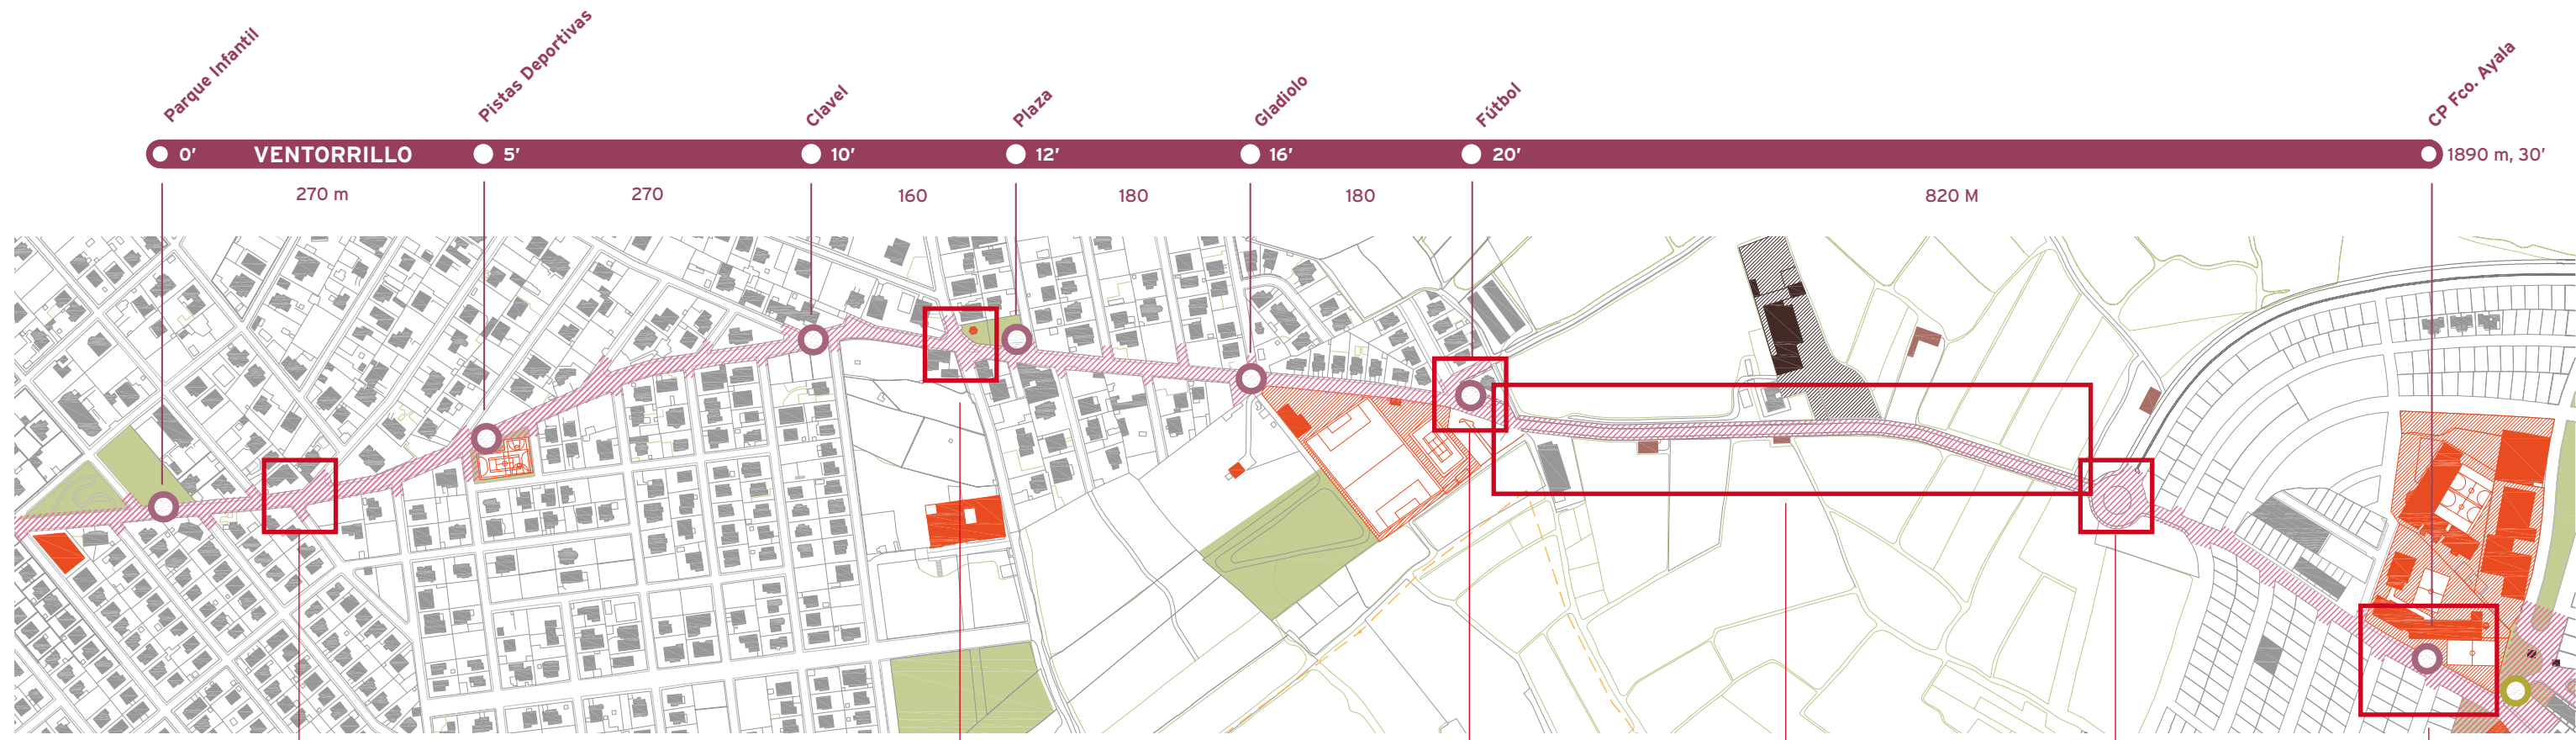 Parque Infantil
Pistas Deportivas
Clavel
Plaza
Gladiolo
Fútbol
CP Fco. Ayala
0’ VENTORRILLO 5’ 10’ 12’ 16’ 20’ 1890 m, 30’
270 m 270 160 180 180 820 M